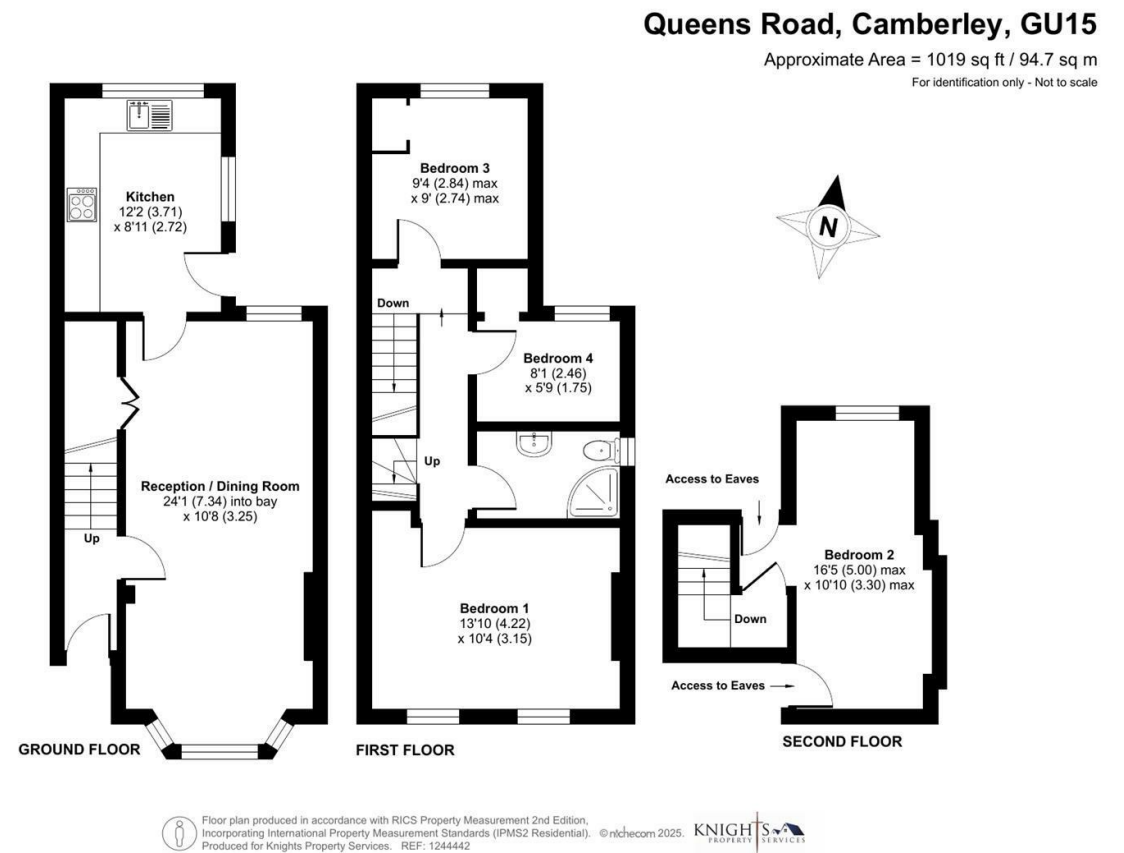 Queens Road, Camberley, GU15
Approximate Area = 1019 sq ft / 94.7 sq m
For identification only - Not to scale
Kitchen
12'2 (3.71)
x 8'11 (2.72)
Reception / Dining Room
24'1 (7.34) into bay
x 10'8 (3.25)
Up
GROUND FLOOR
Bedroom 3
9'4 (2.84) max
x 9' (2.74) max
Down
Bedroom 4
8'1 (2.46)
x 5'9 (1.75)
Up
Bedroom 1
13'10 (4.22)
x 10'4 (3.15)
FIRST FLOOR
N
Access to Eaves
Bedroom 2
16'5 (5.00) max
x 10'10 (3.30) max
Down
Access to Eaves
SECOND FLOOR
Floor plan produced in accordance with RICS Property Measurement 2nd Edition,
Incorporating International Property Measurement Standards (IPMS2 Residential). © nichecom 2025.
Produced for Knights Property Services. REF: 1244442
KNIGHTS
PROPERTY SERVICES